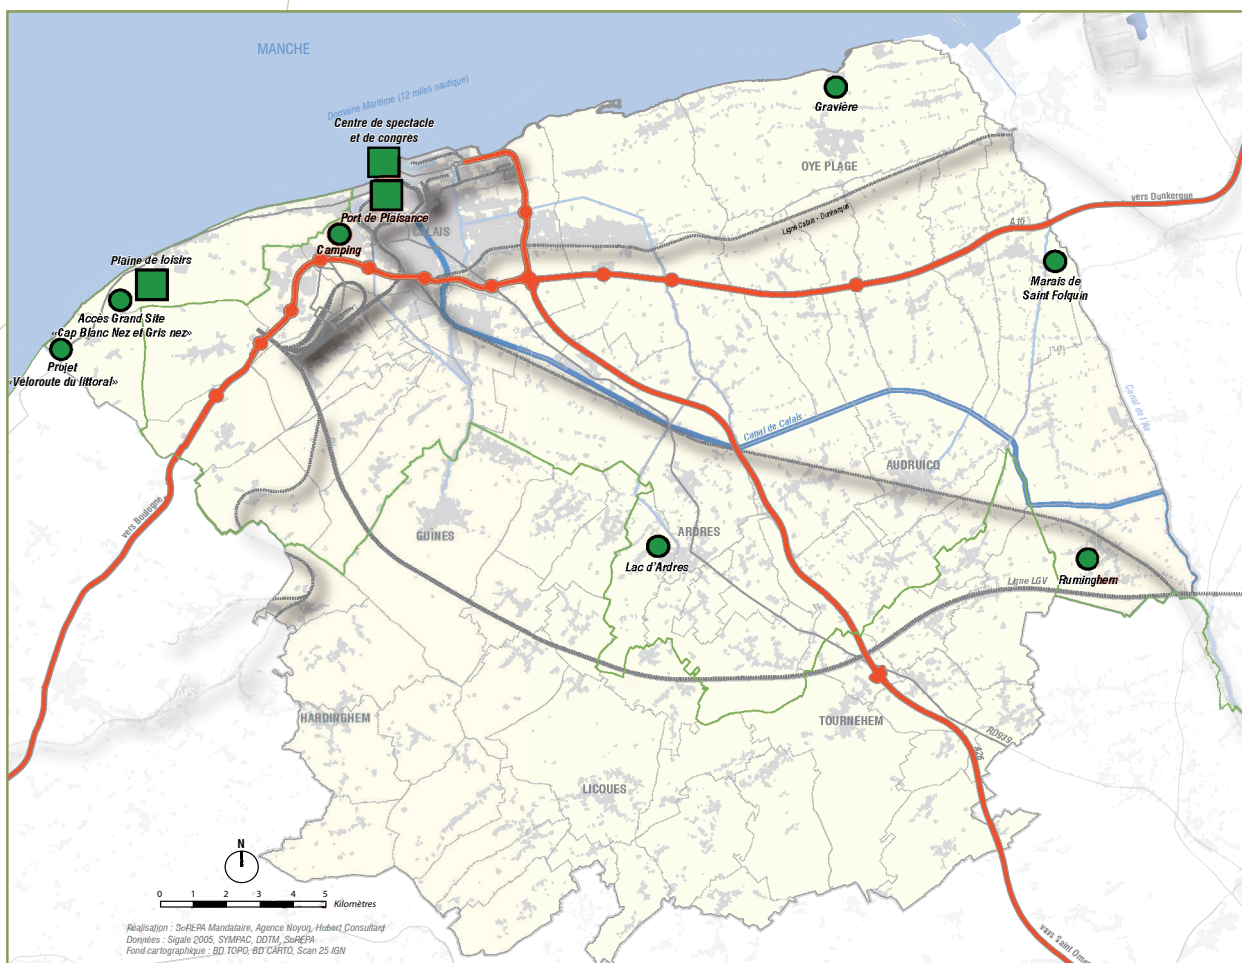 MANCHE
Domaine Maritime (12 miles nautique)
Centre de spectacle
et de congrès
Gravière
OYE PLAGE
Port de Plaisance
CALAIS
Camping
Ligne Calais - Dunkerque
A16
vers Dunkerque
Plaine de loisirs
Accès Grand Site
«Cap Blanc Nez et Gris nez»
Marais de
Saint Folquin
Projet
«Véloroute du littoral»
Canal de l'Aa
Canal de Calais
AUDRUICQ
vers Boulogne
GUÎNES
ARDRES
Lac d'Ardres
Ligne LGV
Ruminghem
HARDINGHEM
TOURNEHEM
RD939
A26
LICQUES
N
0 1 2 3 4 5 Kilomètres
Réalisation : SoREPA Mandataire, Agence Noyon, Hubert Consultant
Données : Sigale 2005, SYMPAC, DDTM, SoREPA
Fond cartographique : BD TOPO, BD CARTO, Scan 25 IGN
vers Saint Omer